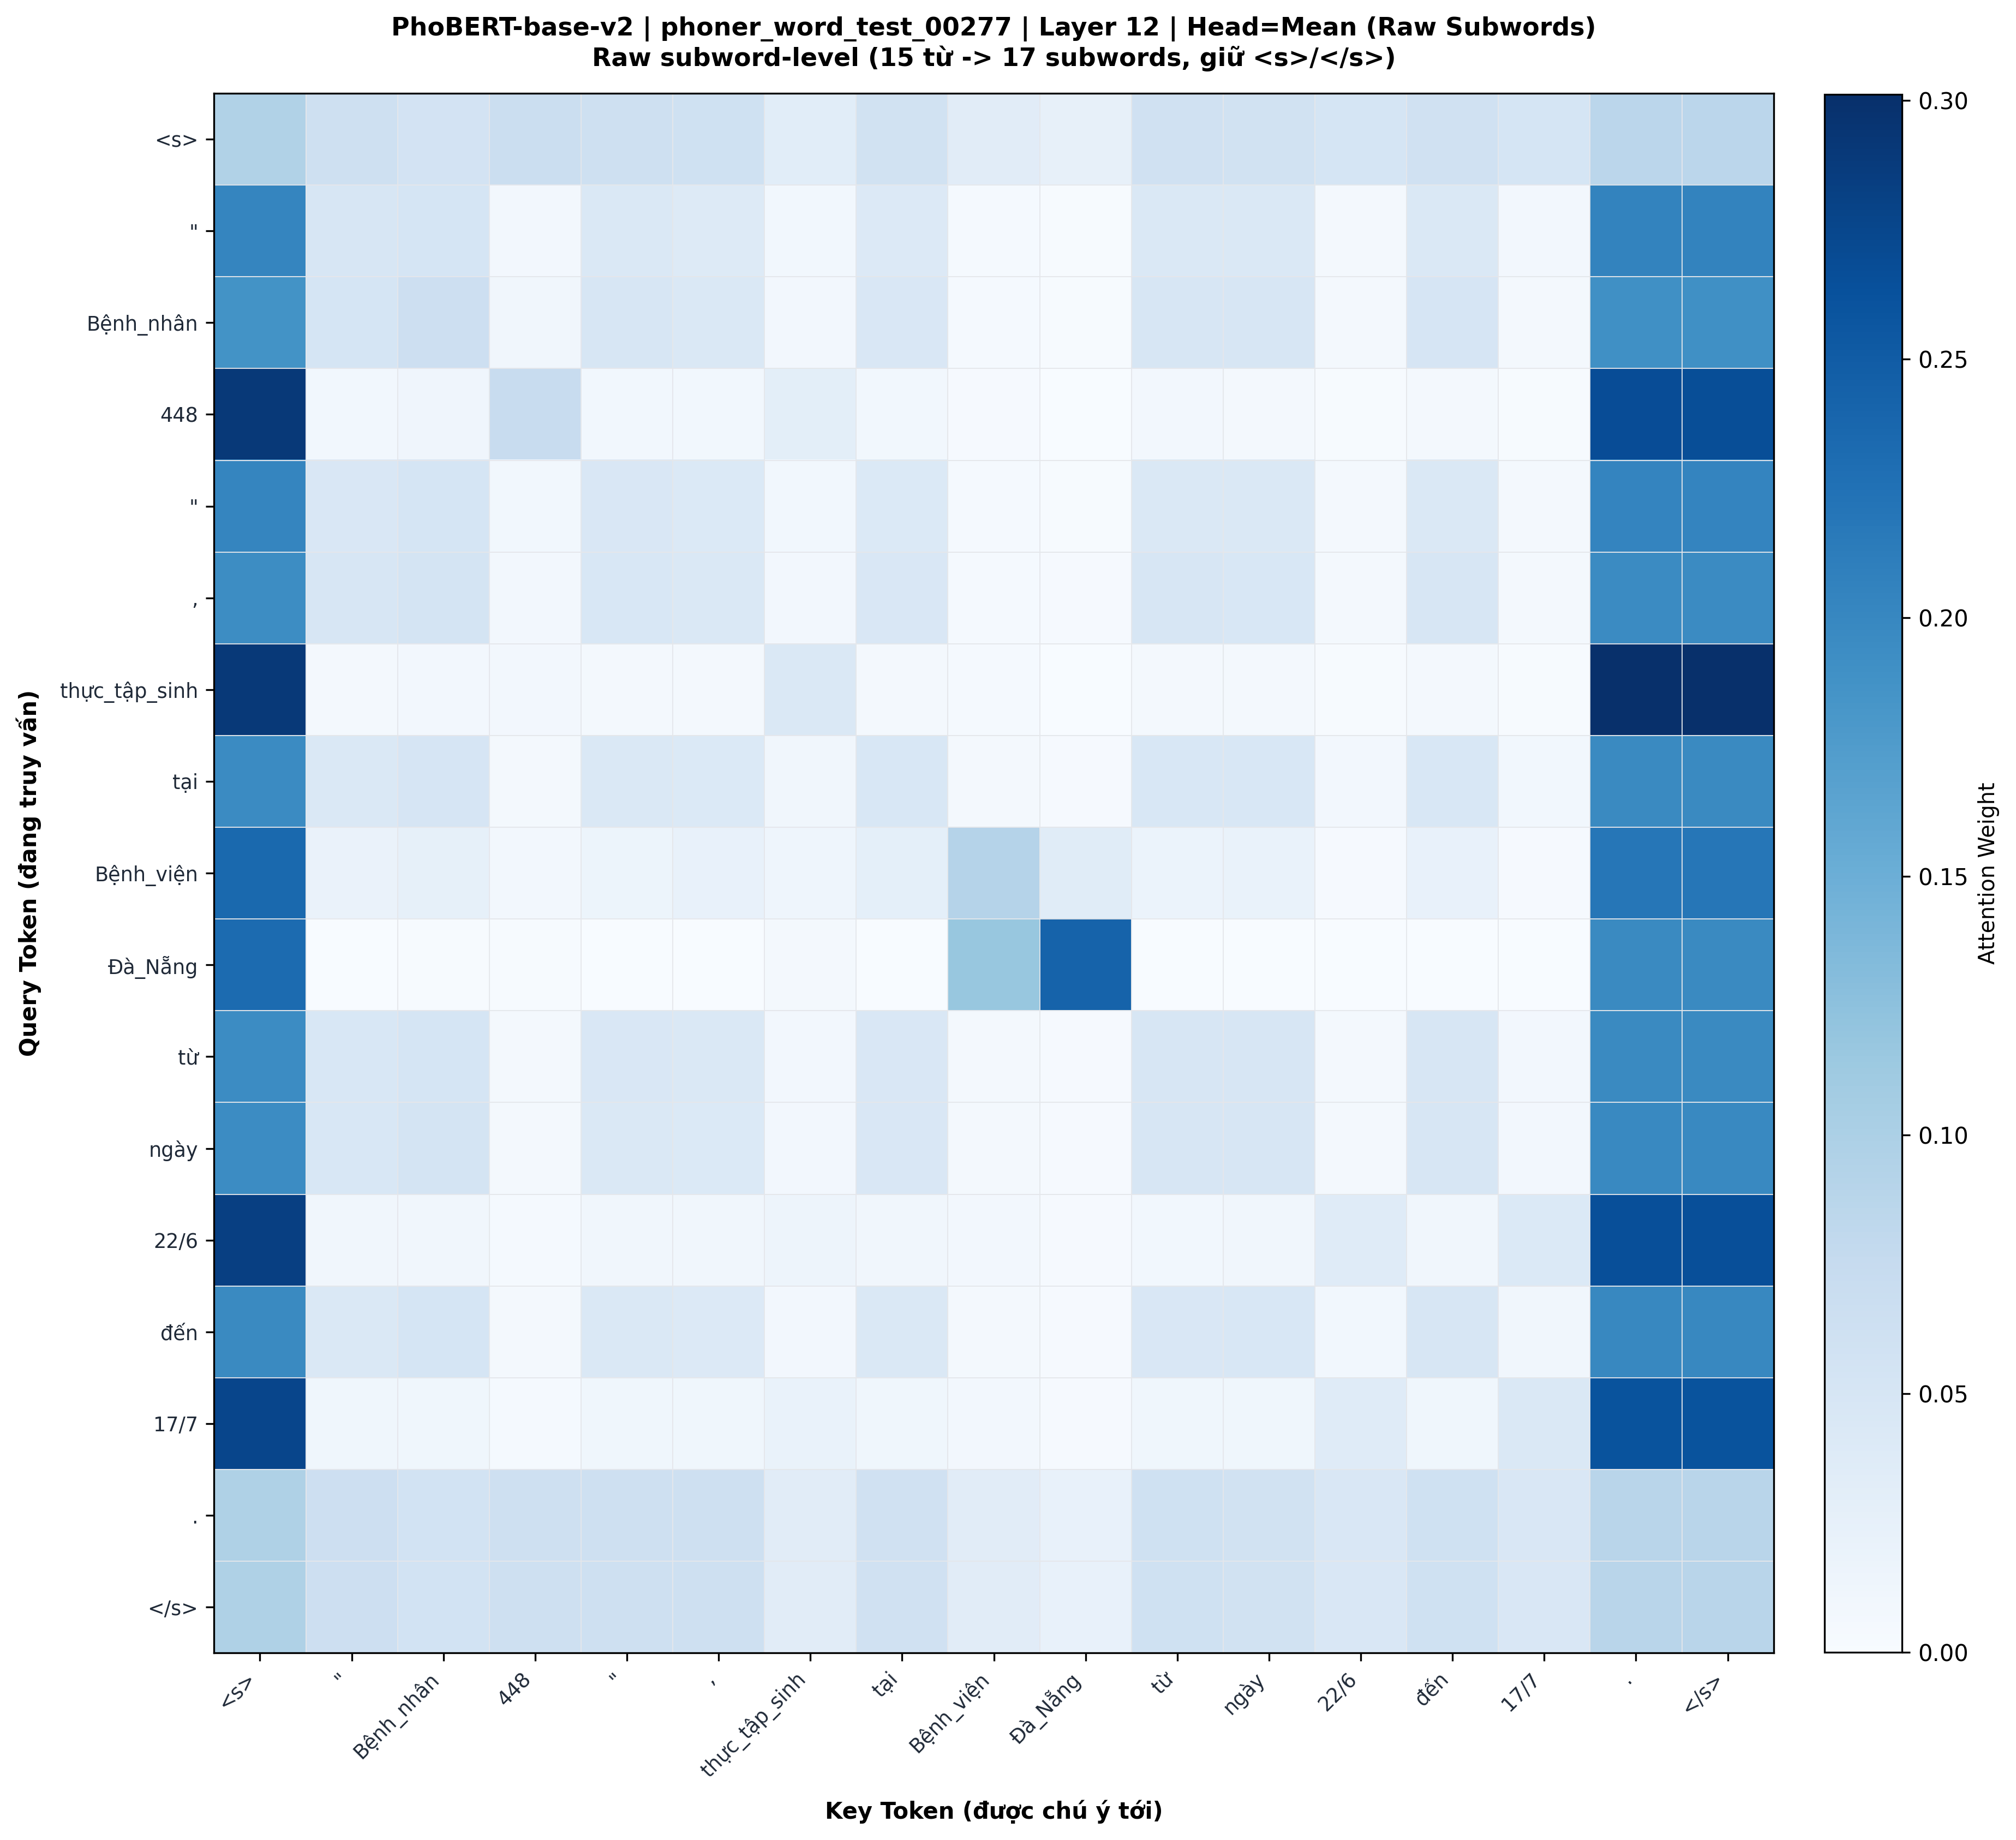 PhoBERT-base-v2 | phoner_word_test_00277 | Layer 12 | Head=Mean (Raw Subwords)
Raw subword-level (15 từ -> 17 subwords, giữ <s>/</s>)
Query Token (đang truy vấn)
<s>
"
Bệnh_nhân
448
"
,
thực_tập_sinh
tại
Bệnh_viện
Đà_Nẵng
từ
ngày
22/6
đến
17/7
.
</s>
<s>
"
Bệnh_nhân
448
"
,
thực_tập_sinh
tại
Bệnh_viện
Đà_Nẵng
từ
ngày
22/6
đến
17/7
.
</s>
Key Token (được chú ý tới)
0.30
0.25
0.20
0.15
0.10
0.05
0.00
Attention Weight